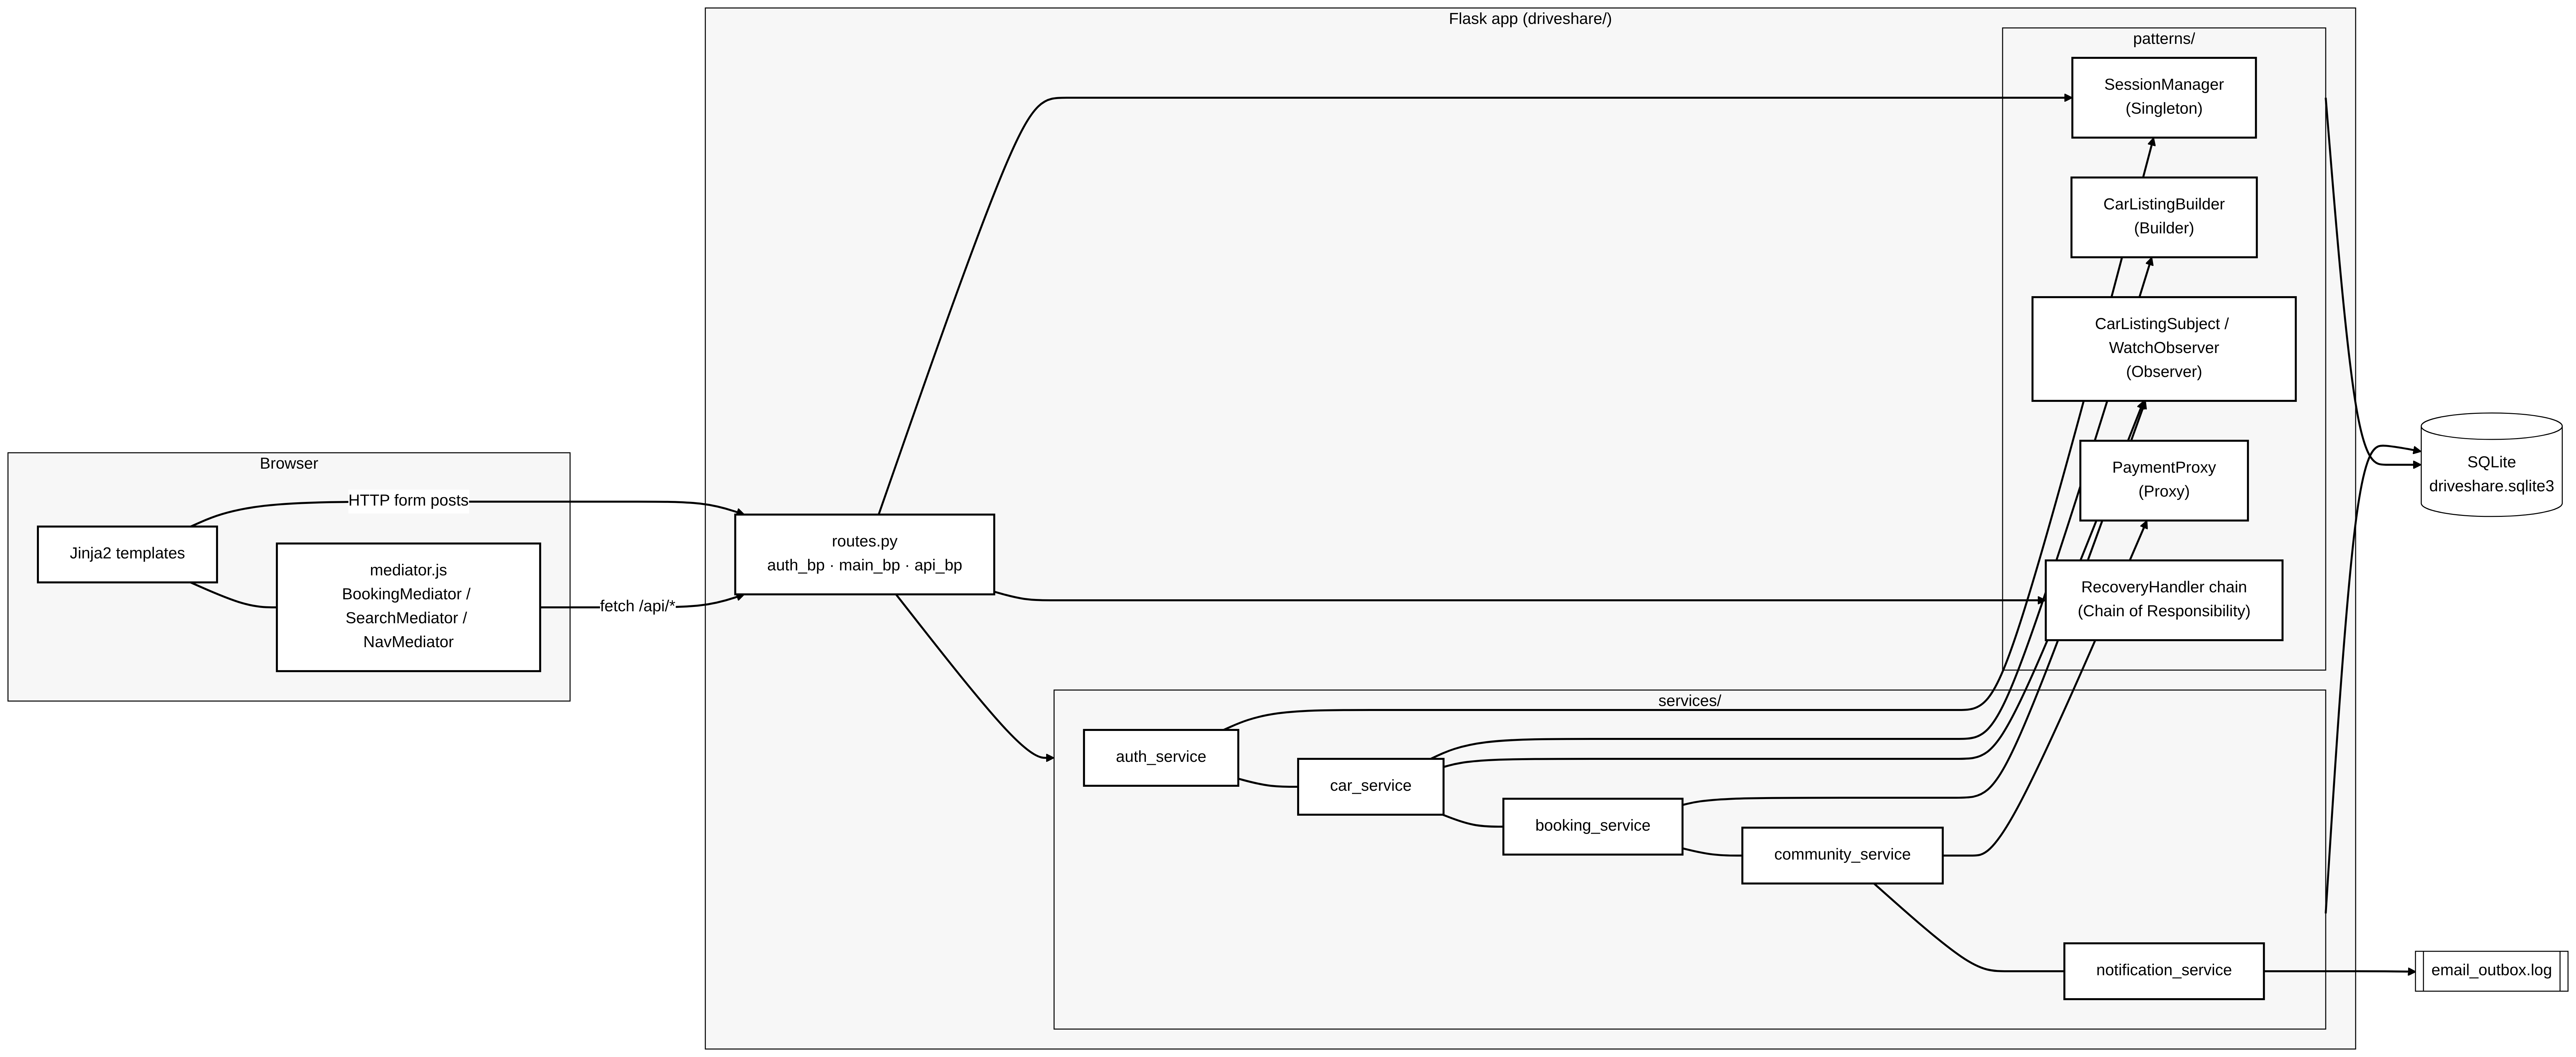 Flask app (driveshare/)
patterns/
SessionManager
(Singleton)
CarListingBuilder
(Builder)
CarListingSubject /
WatchObserver
(Observer)
PaymentProxy
(Proxy)
RecoveryHandler chain
(Chain of Responsibility)
Browser
Jinja2 templates
HTTP form posts
mediator.js
BookingMediator /
SearchMediator /
NavMediator
fetch /api/*
routes.py
auth_bp · main_bp · api_bp
services/
auth_service
car_service
booking_service
community_service
notification_service
SQLite
driveshare.sqlite3
email_outbox.log